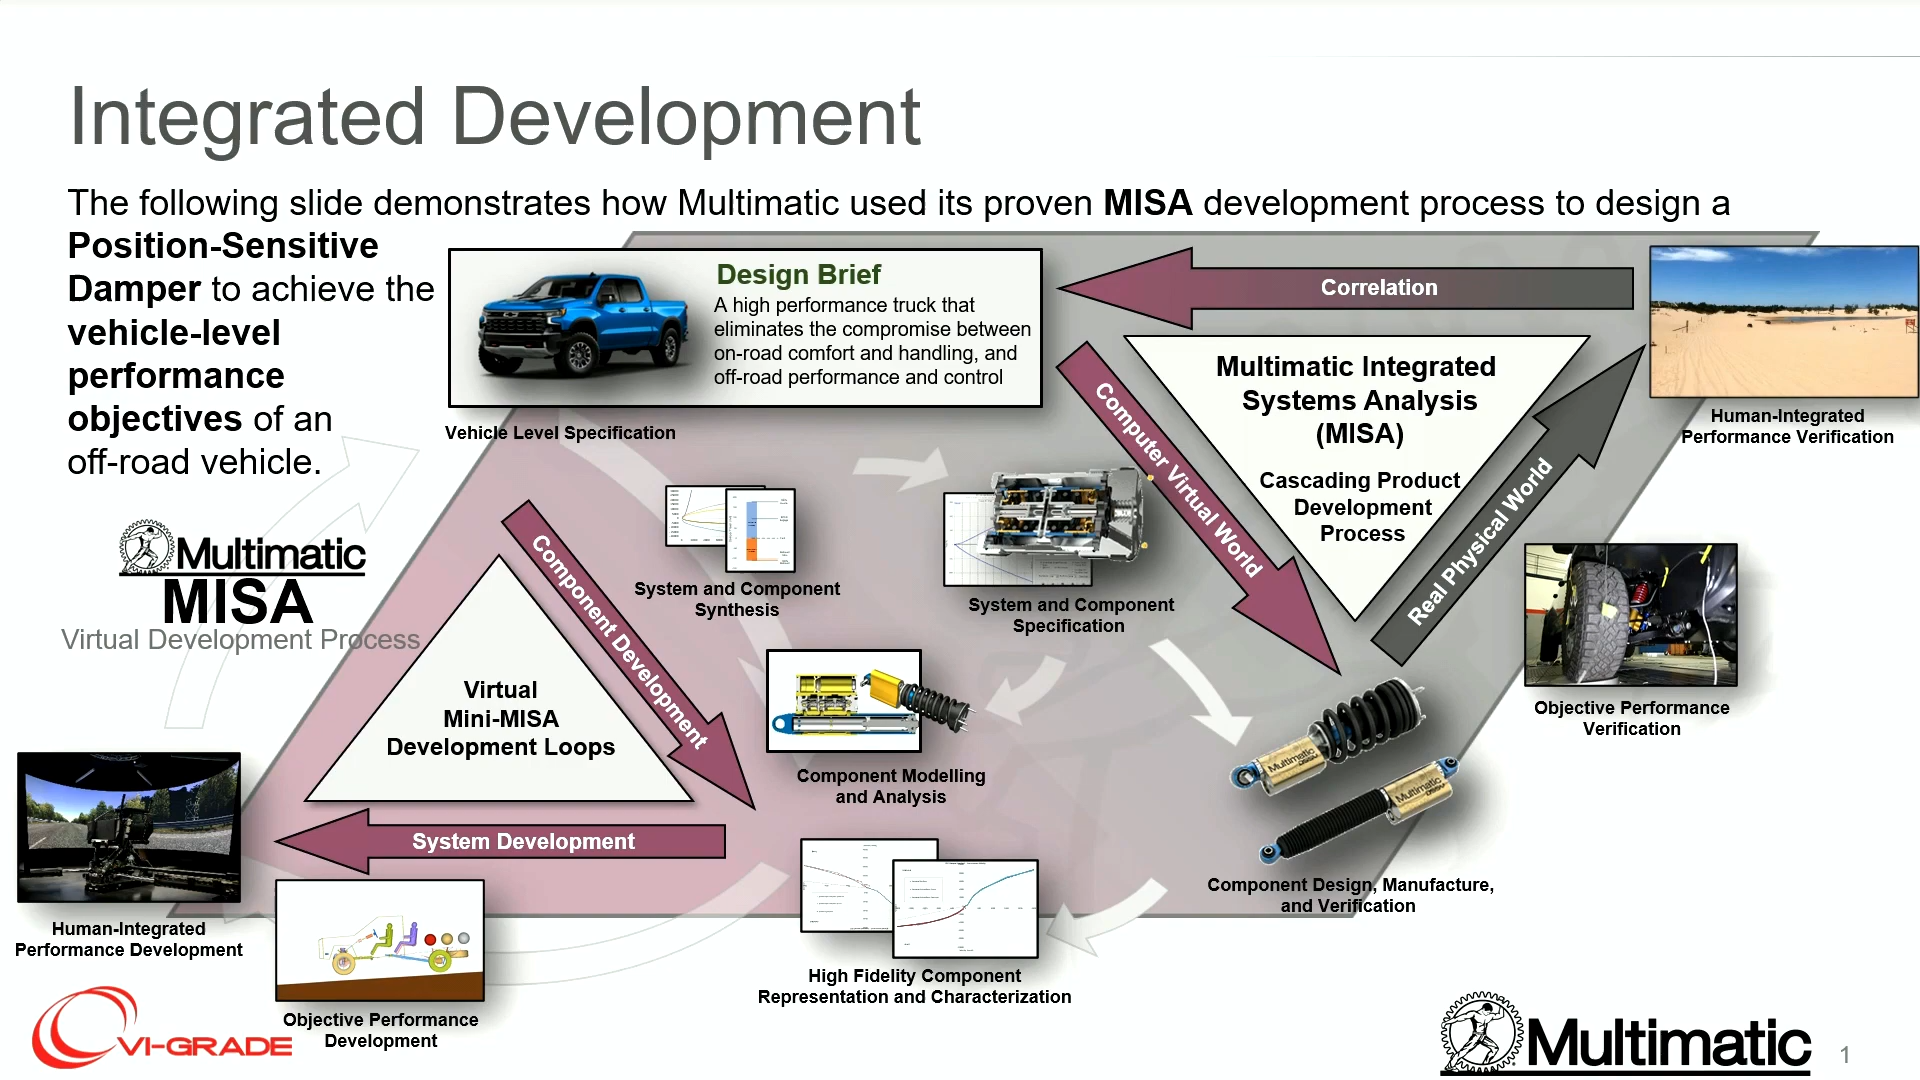 Integrated Development
The following slide demonstrates how Multimatic used its proven MISA development process to design a
Position-Sensitive
Damper to achieve the
vehicle-level
performance
objectives of an
off-road vehicle.
Design Brief
A high performance truck that
eliminates the compromise between
on-road comfort and handling, and
off-road performance and control
Vehicle Level Specification
Correlation
Multimatic Integrated
Systems Analysis
(MISA)
Cascading Product
Development
Process
Computer Virtual World
Real Physical World
Human-Integrated
Performance Verification
Multimatic
MISA
Virtual Development Process
Component Development
System and Component
Synthesis
System and Component
Specification
Virtual
Mini-MISA
Development Loops
Component Modelling
and Analysis
Objective Performance
Verification
System Development
Multimatic
Multimatic
Component Design, Manufacture,
and Verification
Human-Integrated
Performance Development
High Fidelity Component
Representation and Characterization
Objective Performance
Development
VI-GRADE
Multimatic
1